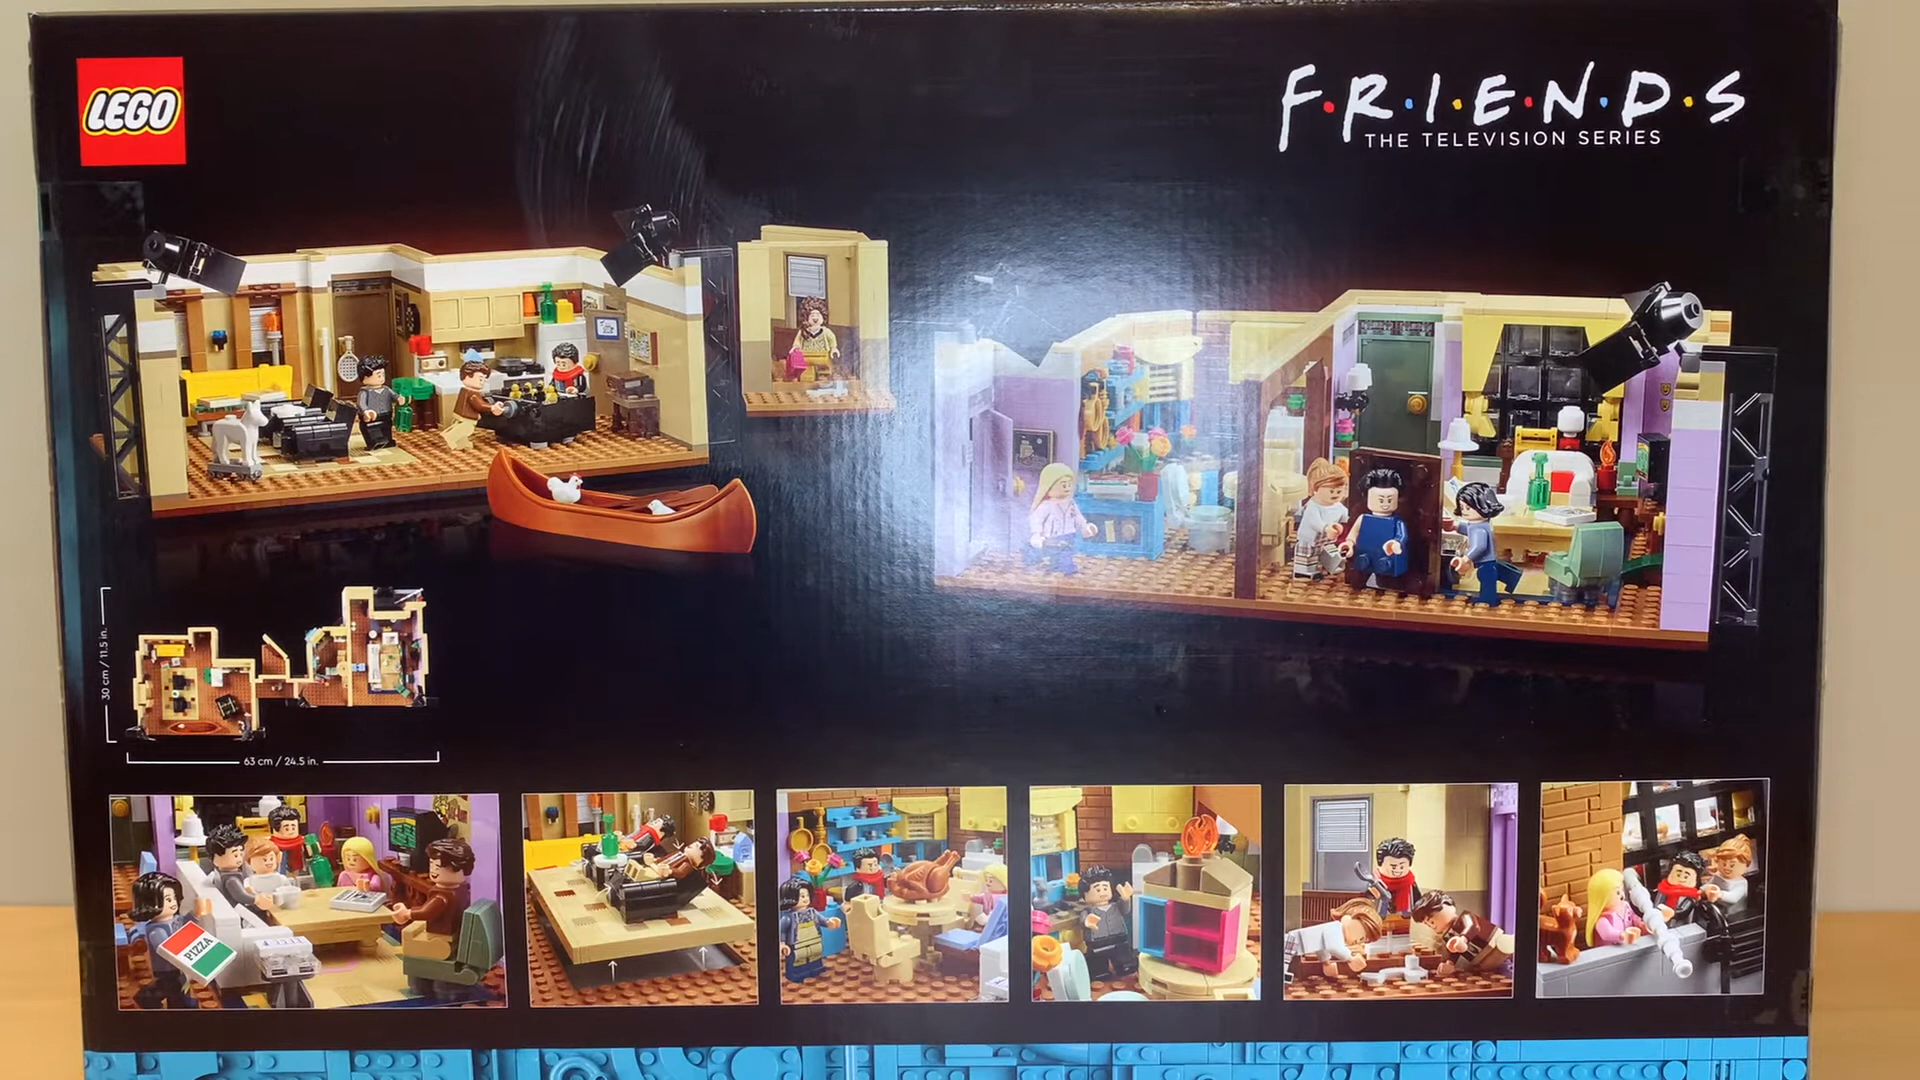 LEGO
F·R·I·E·N·D·S
THE TELEVISION SERIES
30 cm / 11.5 in.
63 cm / 24.5 in.
PIZZA